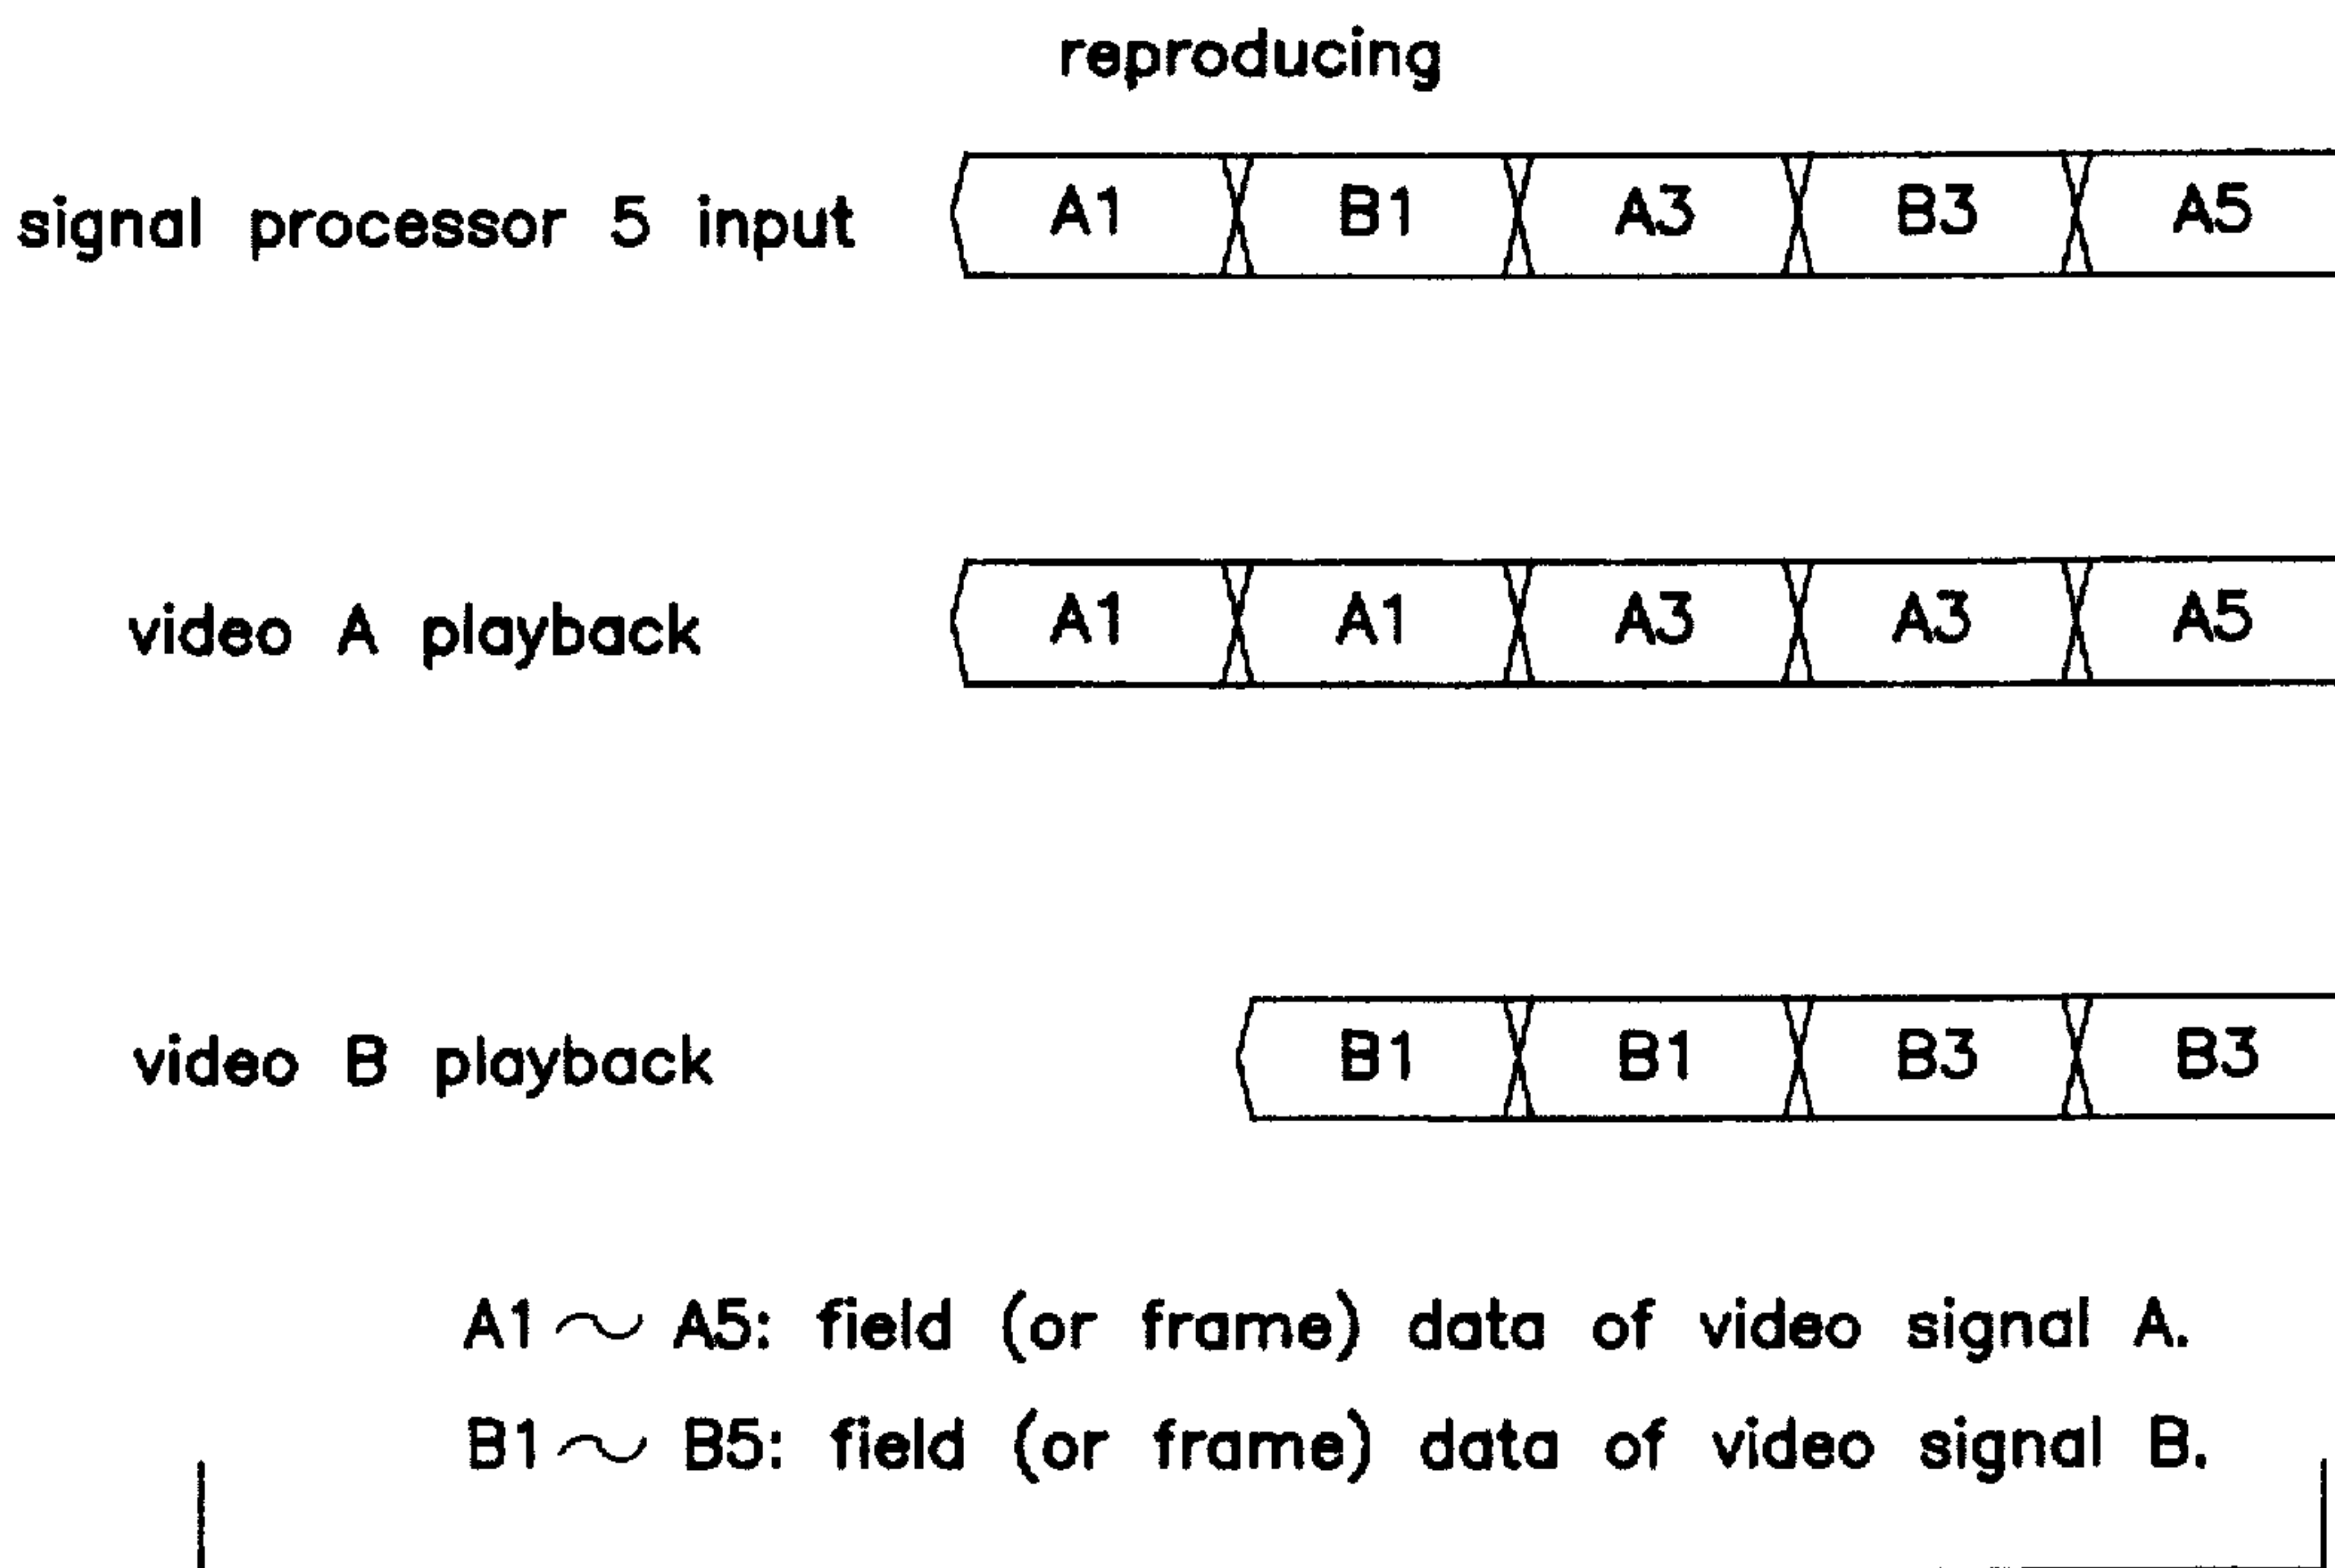 reproducing
signal processor 5 input A1 B1 A3 B3 A5
video A playback A1 A1 A3 A3 A5
video B playback B1 B1 B3 B3
A1～A5: field (or frame) data of video signal A.
B1～B5: field (or frame) data of video signal B.